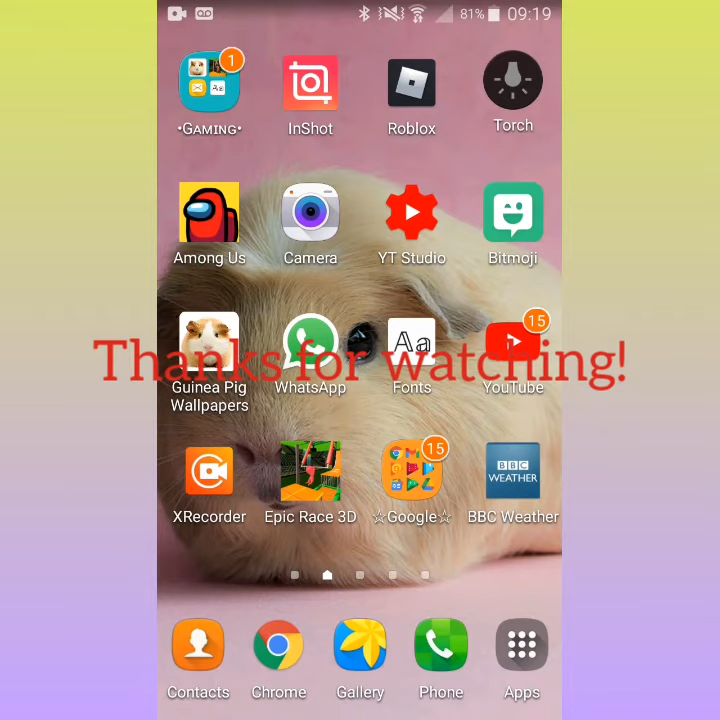 81% 09:19
1
•Gᴀᴍɪɴɢ• InShot Roblox Torch
Among Us Camera YT Studio Bitmoji
15
Aa
Thanks for watching!
Guinea Pig Wallpapers WhatsApp Fonts YouTube
15
BBC
WEATHER
XRecorder Epic Race 3D ☆Google☆ BBC Weather
Contacts Chrome Gallery Phone Apps